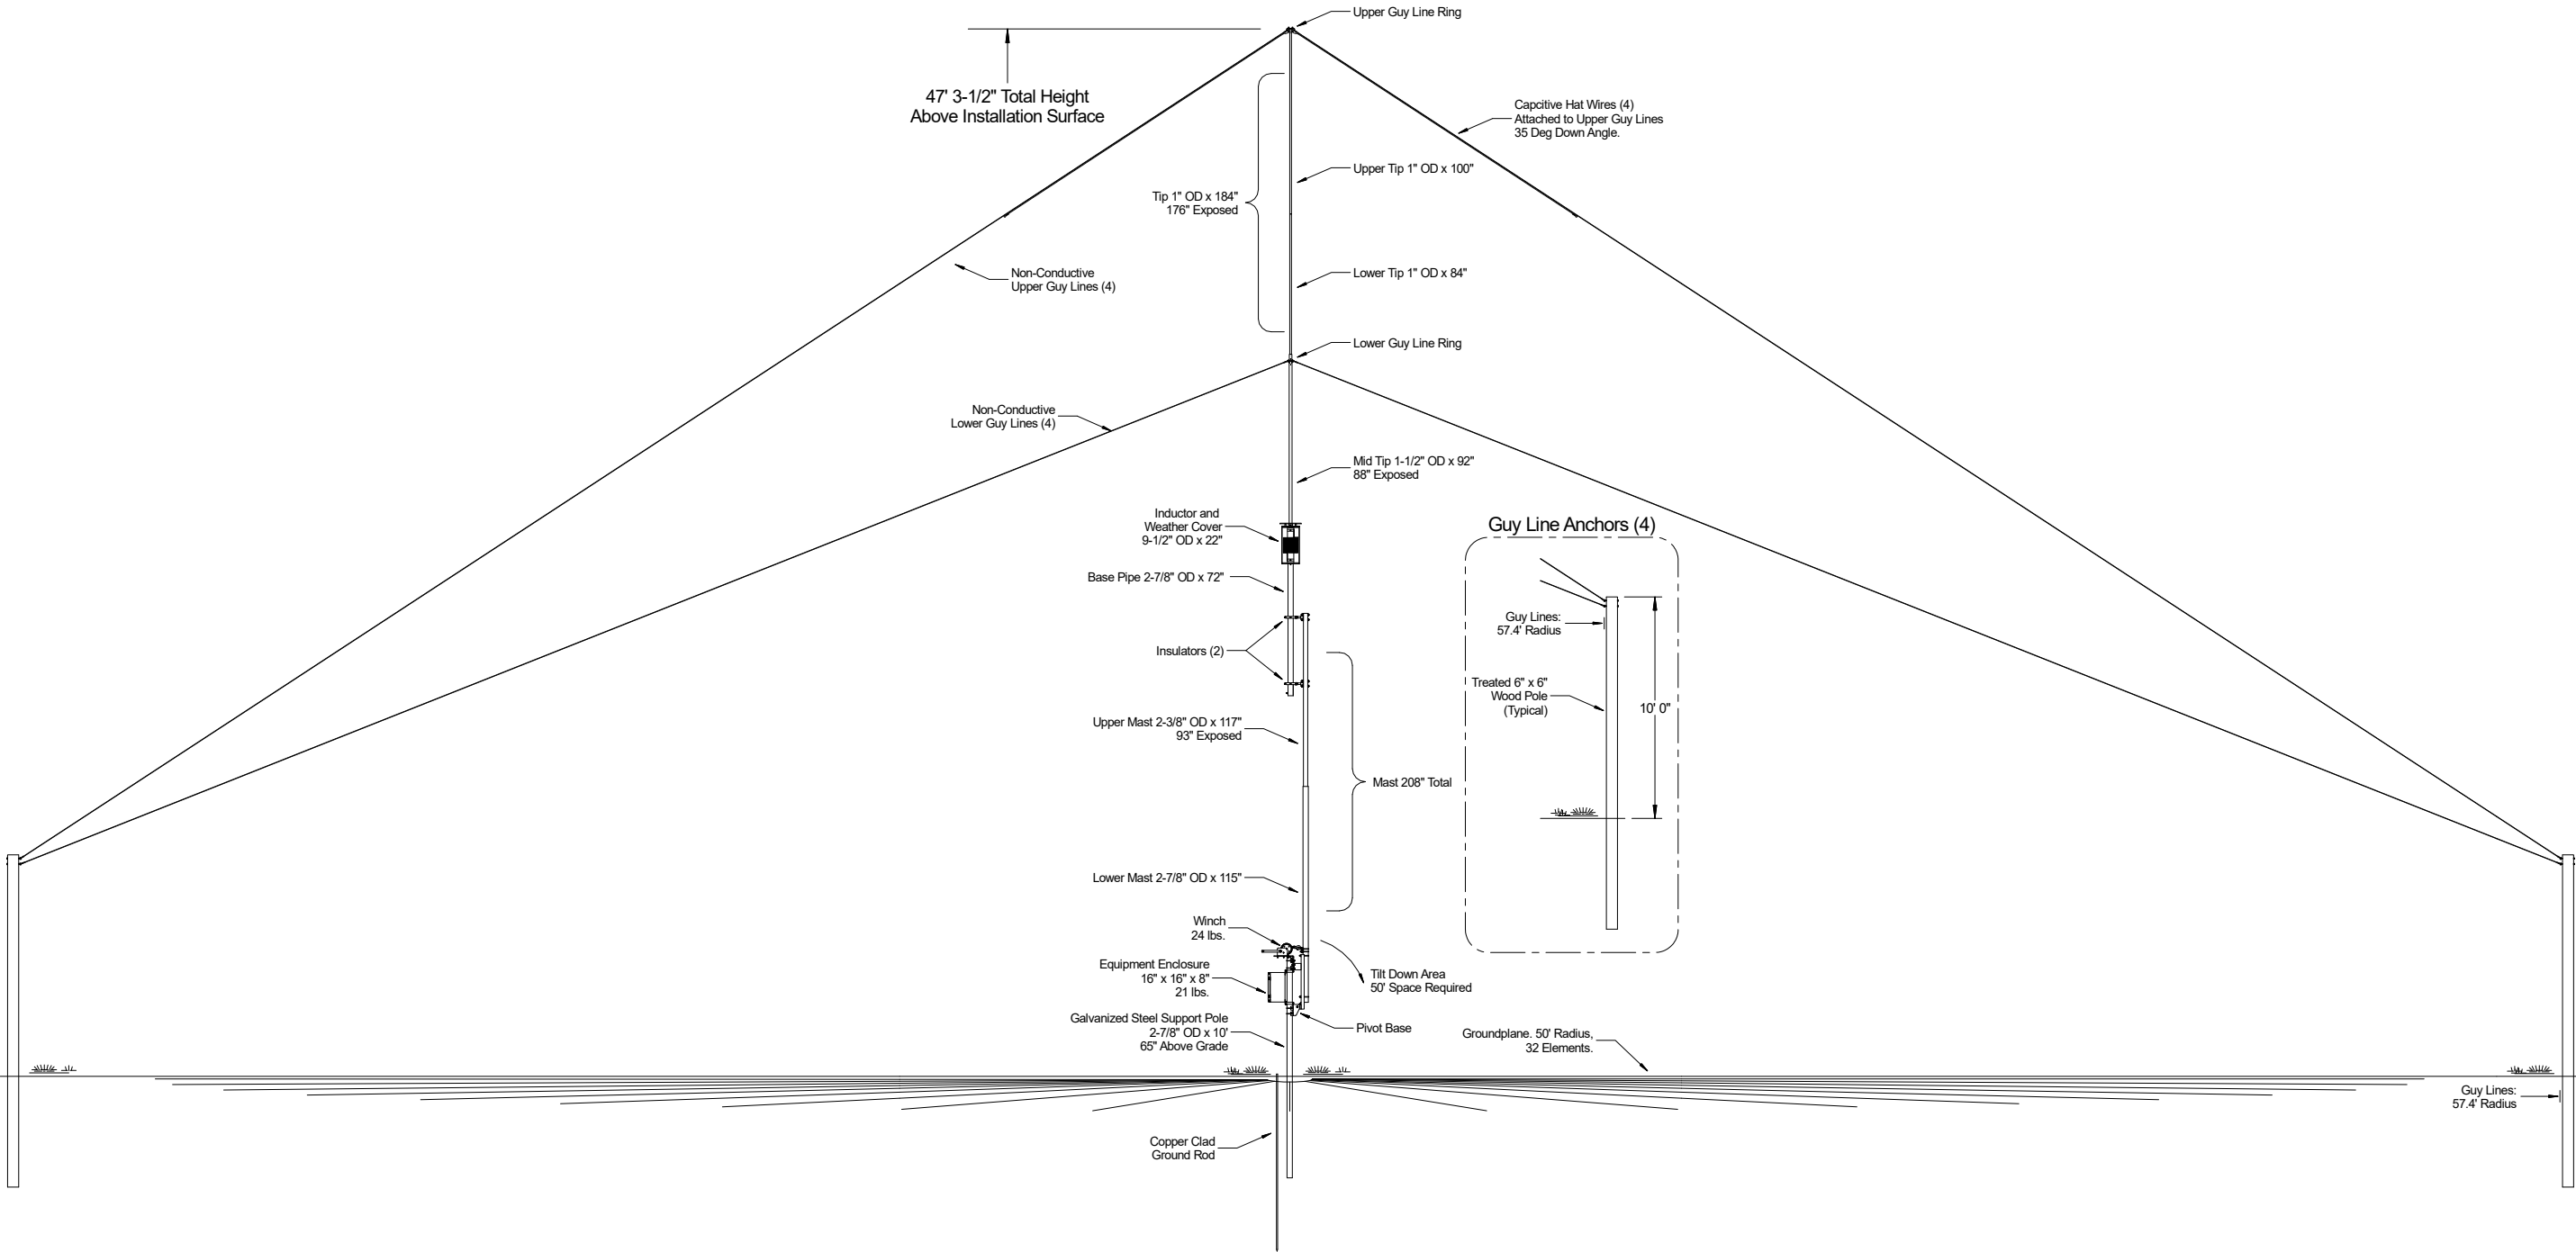 Upper Guy Line Ring
47' 3-1/2" Total Height
Above Installation Surface
Capcitive Hat Wires (4)
Attached to Upper Guy Lines
35 Deg Down Angle.
Upper Tip 1" OD x 100"
Tip 1" OD x 184"
176" Exposed
Non-Conductive
Upper Guy Lines (4)
Lower Tip 1" OD x 84"
Lower Guy Line Ring
Non-Conductive
Lower Guy Lines (4)
Mid Tip 1-1/2" OD x 92"
88" Exposed
Inductor and
Weather Cover
9-1/2" OD x 22"
Guy Line Anchors (4)
Base Pipe 2-7/8" OD x 72"
Guy Lines:
57.4' Radius
Insulators (2)
Treated 6" x 6"
Wood Pole
(Typical)
10' 0"
Upper Mast 2-3/8" OD x 117"
93" Exposed
Mast 208" Total
Lower Mast 2-7/8" OD x 115"
Winch
24 lbs.
Equipment Enclosure
16" x 16" x 8"
21 lbs.
Tilt Down Area
50' Space Required
Galvanized Steel Support Pole
2-7/8" OD x 10'
65" Above Grade
Pivot Base
Groundplane. 50' Radius,
32 Elements.
Guy Lines:
57.4' Radius
Copper Clad
Ground Rod